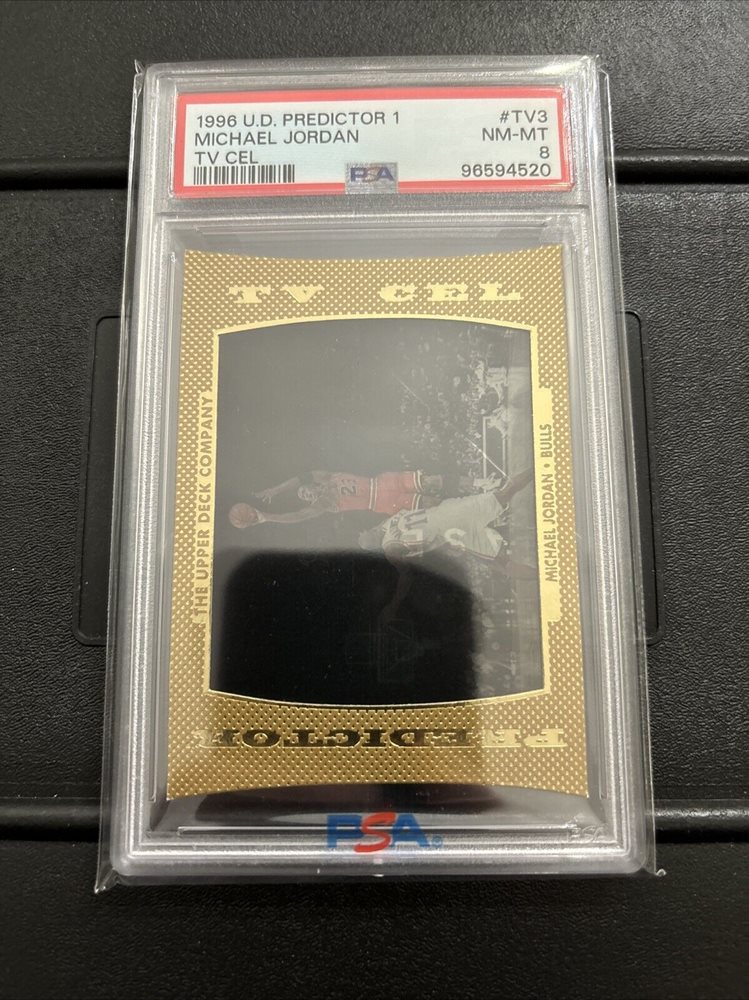 1996 U.D. PREDICTOR 1 #TV3
MICHAEL JORDAN NM-MT
TV CEL 8
PSA 96594520
TV CEL
THE UPPER DECK COMPANY
23
MICHAEL JORDAN • BULLS
PREDICTOR
PSA